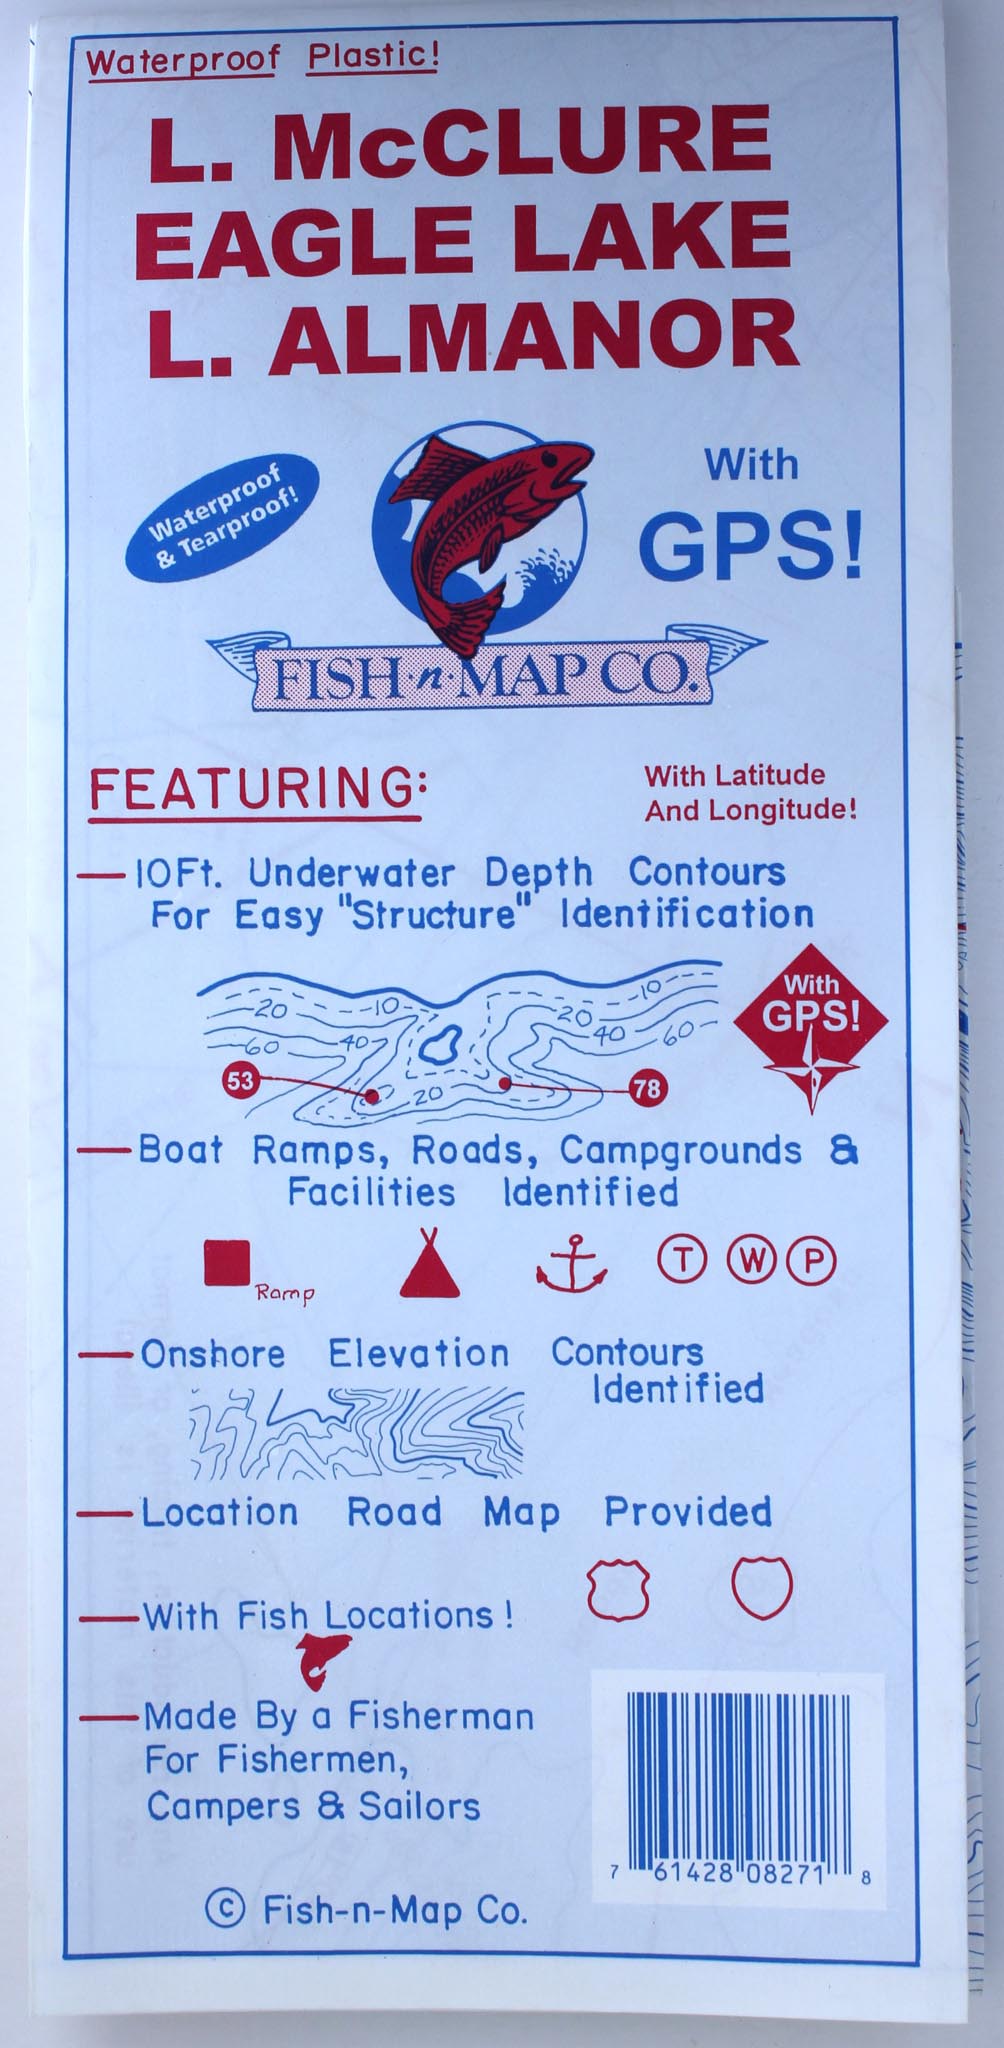 Waterproof Plastic!
L. McCLURE
EAGLE LAKE
L. ALMANOR
Waterproof
& Tearproof!
With
GPS!
FISH·n·MAP CO.
FEATURING:
With Latitude
And Longitude!
10Ft. Underwater Depth Contours
For Easy "Structure" Identification
20 10 20 10
60 40 40 60
53 20 78
With
GPS!
Boat Ramps, Roads, Campgrounds &
Facilities Identified
Ramp
T W P
Onshore Elevation Contours
Identified
Location Road Map Provided
With Fish Locations!
Made By a Fisherman
For Fishermen,
Campers & Sailors
7 61428 08271 8
© Fish-n-Map Co.